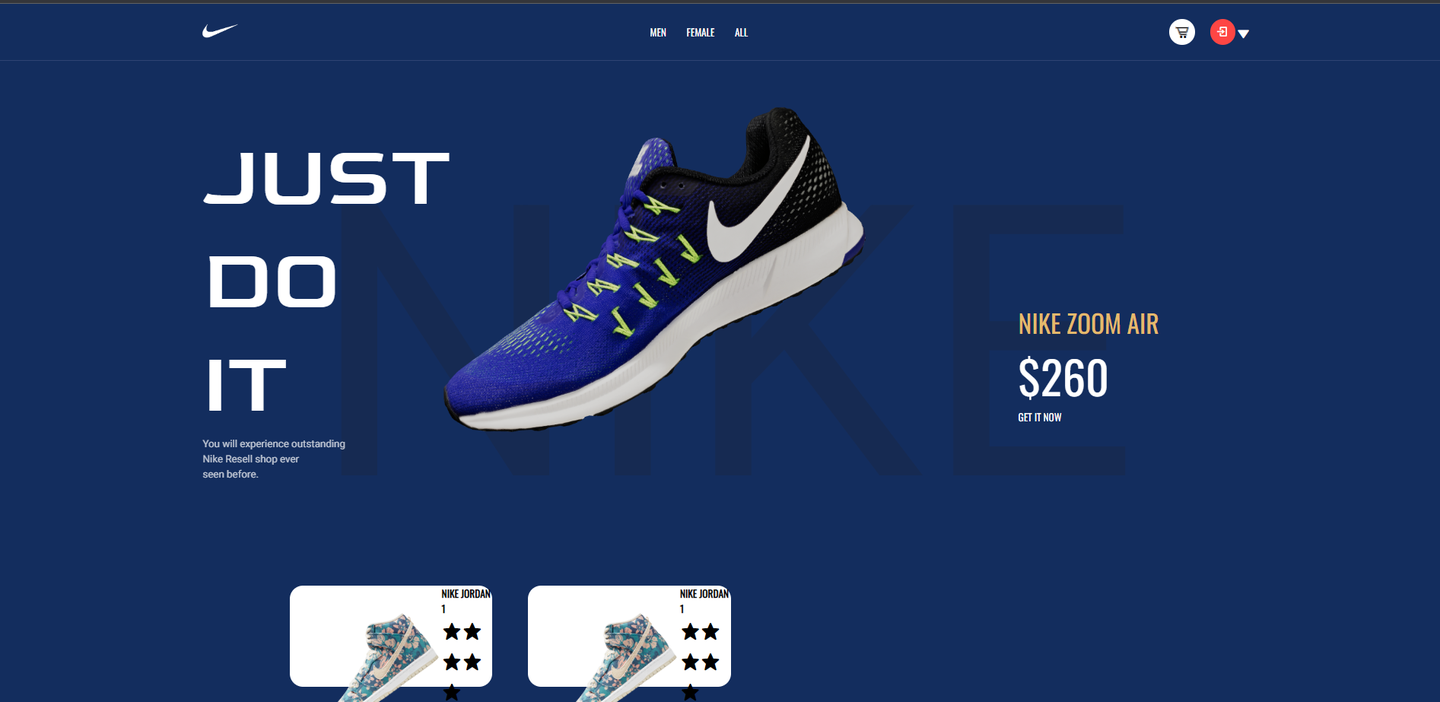 MEN FEMALE ALL
JUST
DO
IT
You will experience outstanding
Nike Resell shop ever
seen before.
NIKE
NIKE ZOOM AIR
$260
GET IT NOW
NIKE JORDAN
1
NIKE JORDAN
1